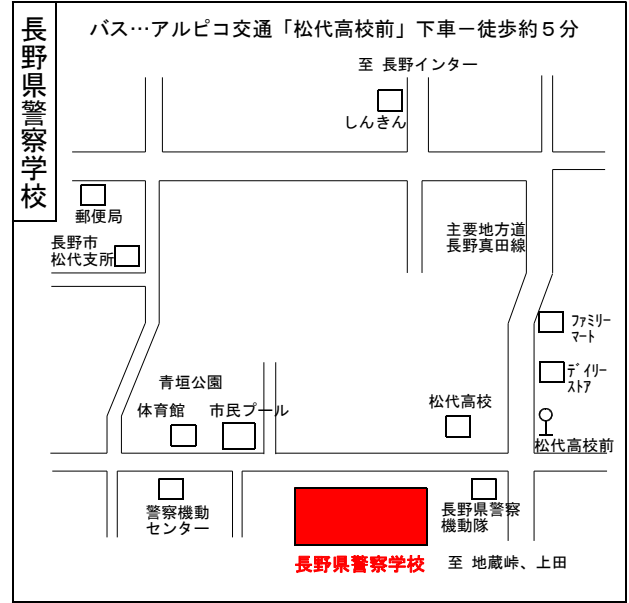 長野県警察学校
バス…アルピコ交通「松代高校前」下車－徒歩約５分
至 長野インター
しんきん
郵便局
長野市
松代支所
主要地方道
長野真田線
ﾌｧﾐﾘｰ
ﾏｰﾄ
ﾃﾞｲﾘｰ
ｽﾄｱ
青垣公園
体育館
市民プール
松代高校
松代高校前
警察機動
センター
長野県警察
機動隊
長野県警察学校
至 地蔵峠、上田